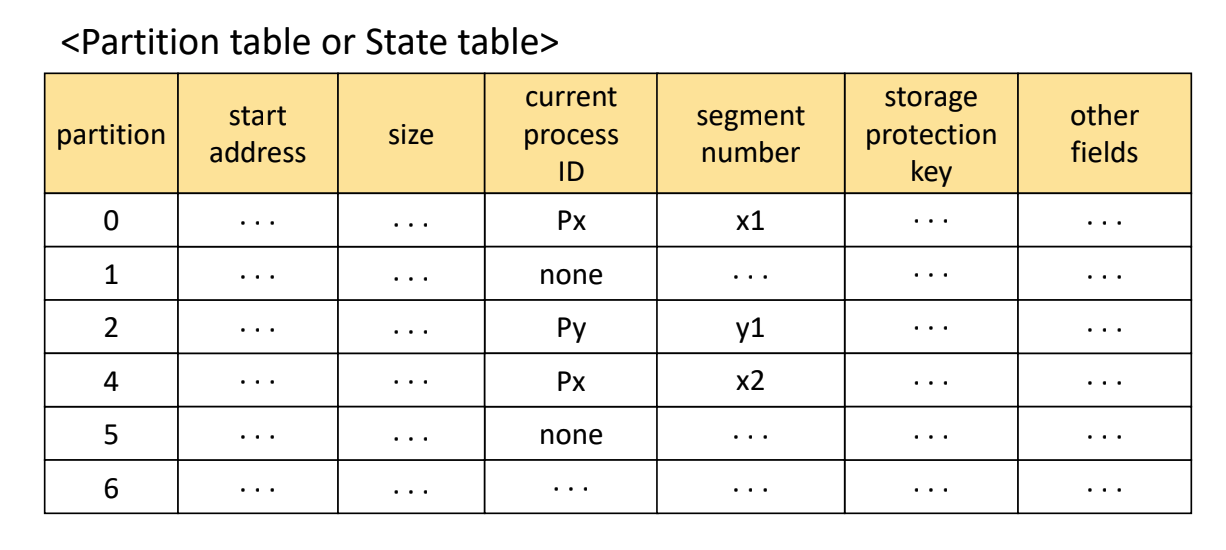 <Partition table or State table>
partition start address size current process ID segment number storage protection key other fields
0 ... ... Px x1 ... ...
1 ... ... none ... ... ...
2 ... ... Py y1 ... ...
4 ... ... Px x2 ... ...
5 ... ... none ... ... ...
6 ... ... ... ... ... ...